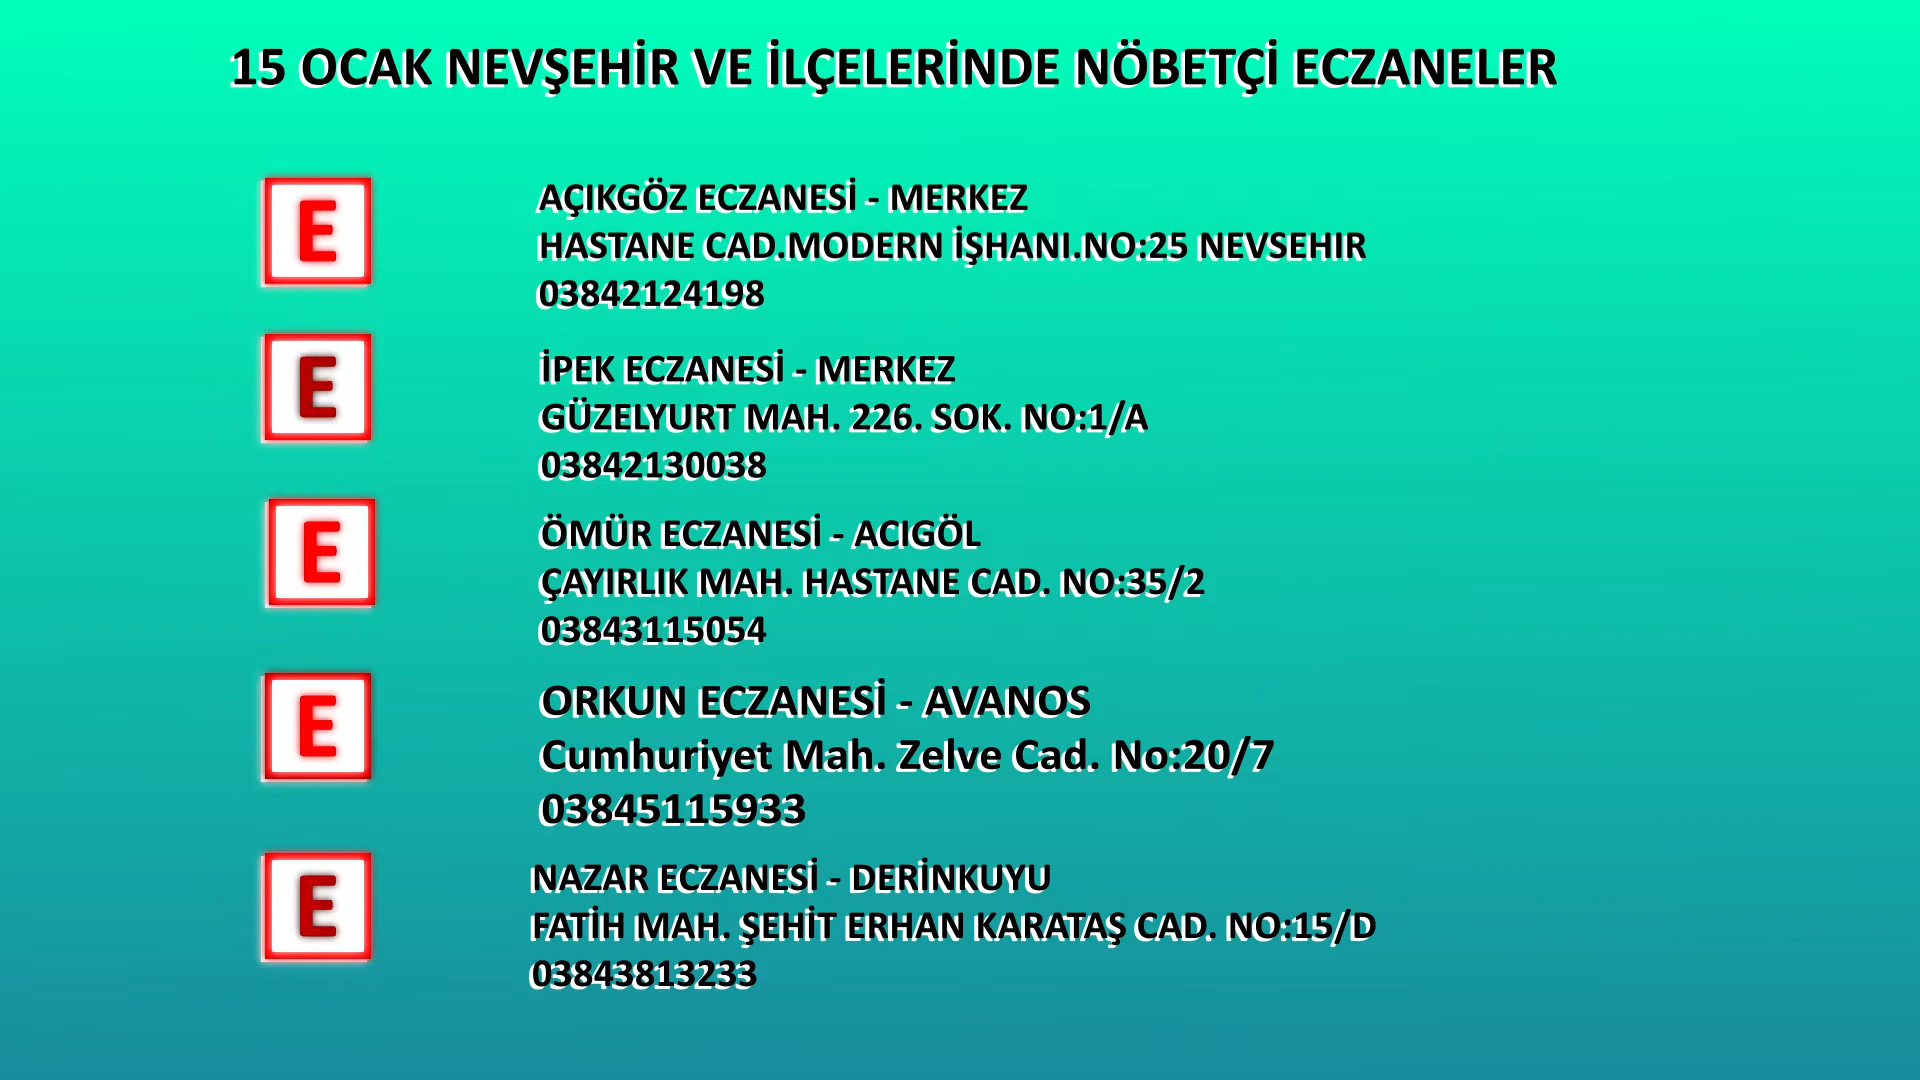 15 OCAK NEVŞEHİR VE İLÇELERİNDE NÖBETÇİ ECZANELER
E
AÇIKGÖZ ECZANESİ - MERKEZ
HASTANE CAD.MODERN İŞHANI.NO:25 NEVSEHIR
03842124198
E
İPEK ECZANESİ - MERKEZ
GÜZELYURT MAH. 226. SOK. NO:1/A
03842130038
E
ÖMÜR ECZANESİ - ACIGÖL
ÇAYIRLIK MAH. HASTANE CAD. NO:35/2
03843115054
E
ORKUN ECZANESİ - AVANOS
Cumhuriyet Mah. Zelve Cad. No:20/7
03845115933
E
NAZAR ECZANESİ - DERİNKUYU
FATİH MAH. ŞEHİT ERHAN KARATAŞ CAD. NO:15/D
03843813233